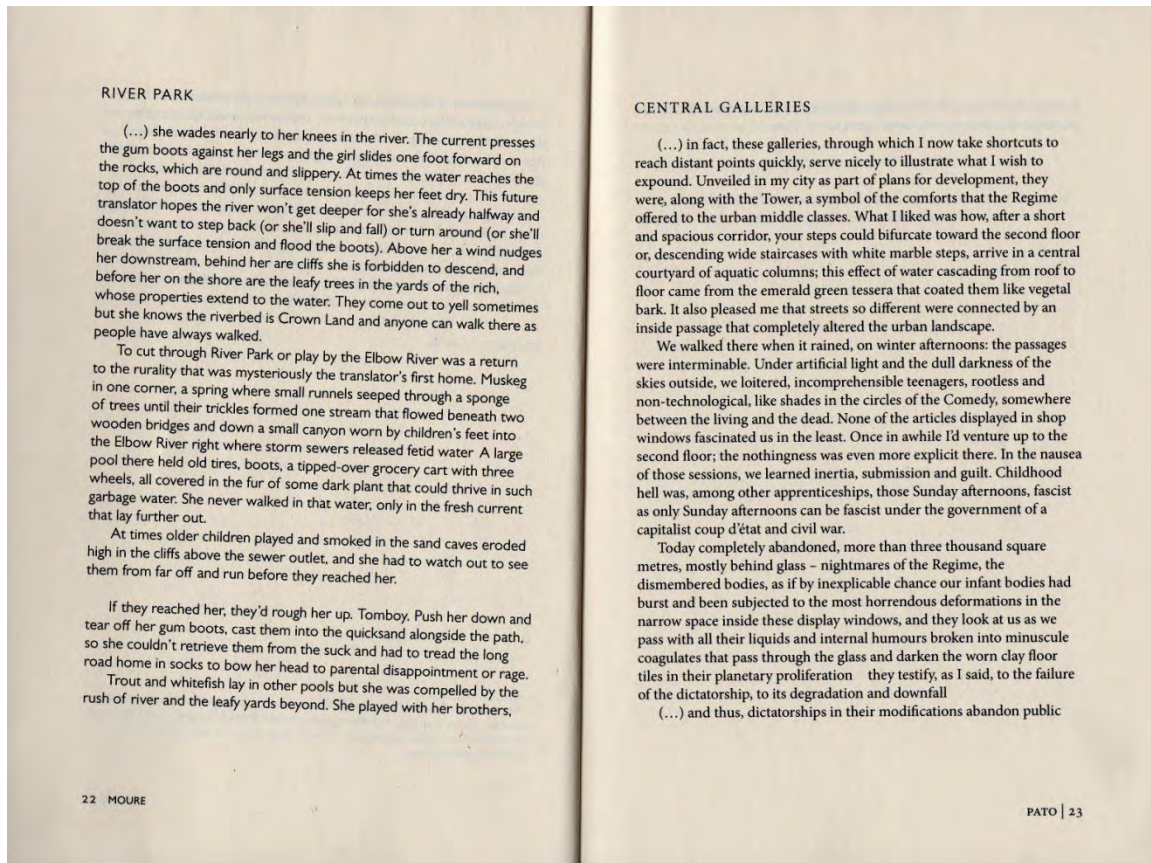 RIVER PARK
(...) she wades nearly to her knees in the river. The current presses
the gum boots against her legs and the girl slides one foot forward on
the rocks, which are round and slippery. At times the water reaches the
top of the boots and only surface tension keeps her feet dry. This future
translator hopes the river won't get deeper for she's already halfway and
doesn't want to step back (or she'll slip and fall) or turn around (or she'll
break the surface tension and flood the boots). Above her a wind nudges
her downstream, behind her are cliffs she is forbidden to descend, and
before her on the shore are the leafy trees in the yards of the rich,
whose properties extend to the water. They come out to yell sometimes
but she knows the riverbed is Crown Land and anyone can walk there as
people have always walked.
To cut through River Park or play by the Elbow River was a return
to the rurality that was mysteriously the translator's first home. Muskeg
in one corner, a spring where small runnels seeped through a sponge
of trees until their trickles formed one stream that flowed beneath two
wooden bridges and down a small canyon worn by children's feet into
the Elbow River right where storm sewers released fetid water A large
pool there held old tires, boots, a tipped-over grocery cart with three
wheels, all covered in the fur of some dark plant that could thrive in such
garbage water. She never walked in that water, only in the fresh current
that lay further out.
At times older children played and smoked in the sand caves eroded
high in the cliffs above the sewer outlet, and she had to watch out to see
them from far off and run before they reached her.
If they reached her, they'd rough her up. Tomboy. Push her down and
tear off her gum boots, cast them into the quicksand alongside the path,
so she couldn't retrieve them from the suck and had to tread the long
road home in socks to bow her head to parental disappointment or rage.
Trout and whitefish lay in other pools but she was compelled by the
rush of river and the leafy yards beyond. She played with her brothers,
22 MOURE
CENTRAL GALLERIES
(...) in fact, these galleries, through which I now take shortcuts to
reach distant points quickly, serve nicely to illustrate what I wish to
expound. Unveiled in my city as part of plans for development, they
were, along with the Tower, a symbol of the comforts that the Regime
offered to the urban middle classes. What I liked was how, after a short
and spacious corridor, your steps could bifurcate toward the second floor
or, descending wide staircases with white marble steps, arrive in a central
courtyard of aquatic columns; this effect of water cascading from roof to
floor came from the emerald green tessera that coated them like vegetal
bark. It also pleased me that streets so different were connected by an
inside passage that completely altered the urban landscape.
We walked there when it rained, on winter afternoons: the passages
were interminable. Under artificial light and the dull darkness of the
skies outside, we loitered, incomprehensible teenagers, rootless and
non-technological, like shades in the circles of the Comedy, somewhere
between the living and the dead. None of the articles displayed in shop
windows fascinated us in the least. Once in awhile I'd venture up to the
second floor; the nothingness was even more explicit there. In the nausea
of those sessions, we learned inertia, submission and guilt. Childhood
hell was, among other apprenticeships, those Sunday afternoons, fascist
as only Sunday afternoons can be fascist under the government of a
capitalist coup d'état and civil war.
Today completely abandoned, more than three thousand square
metres, mostly behind glass – nightmares of the Regime, the
dismembered bodies, as if by inexplicable chance our infant bodies had
burst and been subjected to the most horrendous deformations in the
narrow space inside these display windows, and they look at us as we
pass with all their liquids and internal humours broken into minuscule
coagulates that pass through the glass and darken the worn clay floor
tiles in their planetary proliferation they testify, as I said, to the failure
of the dictatorship, to its degradation and downfall
(...) and thus, dictatorships in their modifications abandon public
PATO | 23